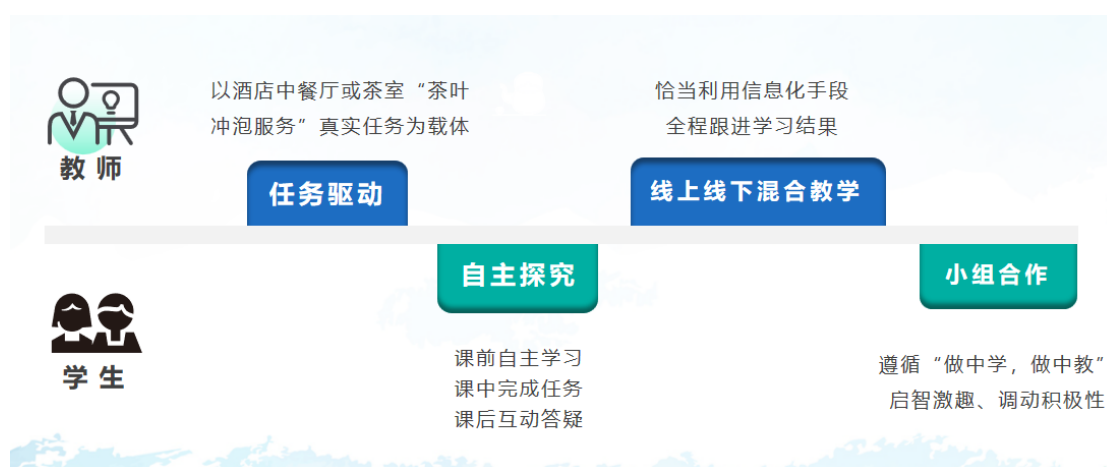 教师
以酒店中餐厅或茶室“茶叶
冲泡服务”真实任务为载体
任务驱动
恰当利用信息化手段
全程跟进学习结果
线上线下混合教学
学生
自主探究
课前自主学习
课中完成任务
课后互动答疑
小组合作
遵循“做中学，做中教”
启智激趣、调动积极性